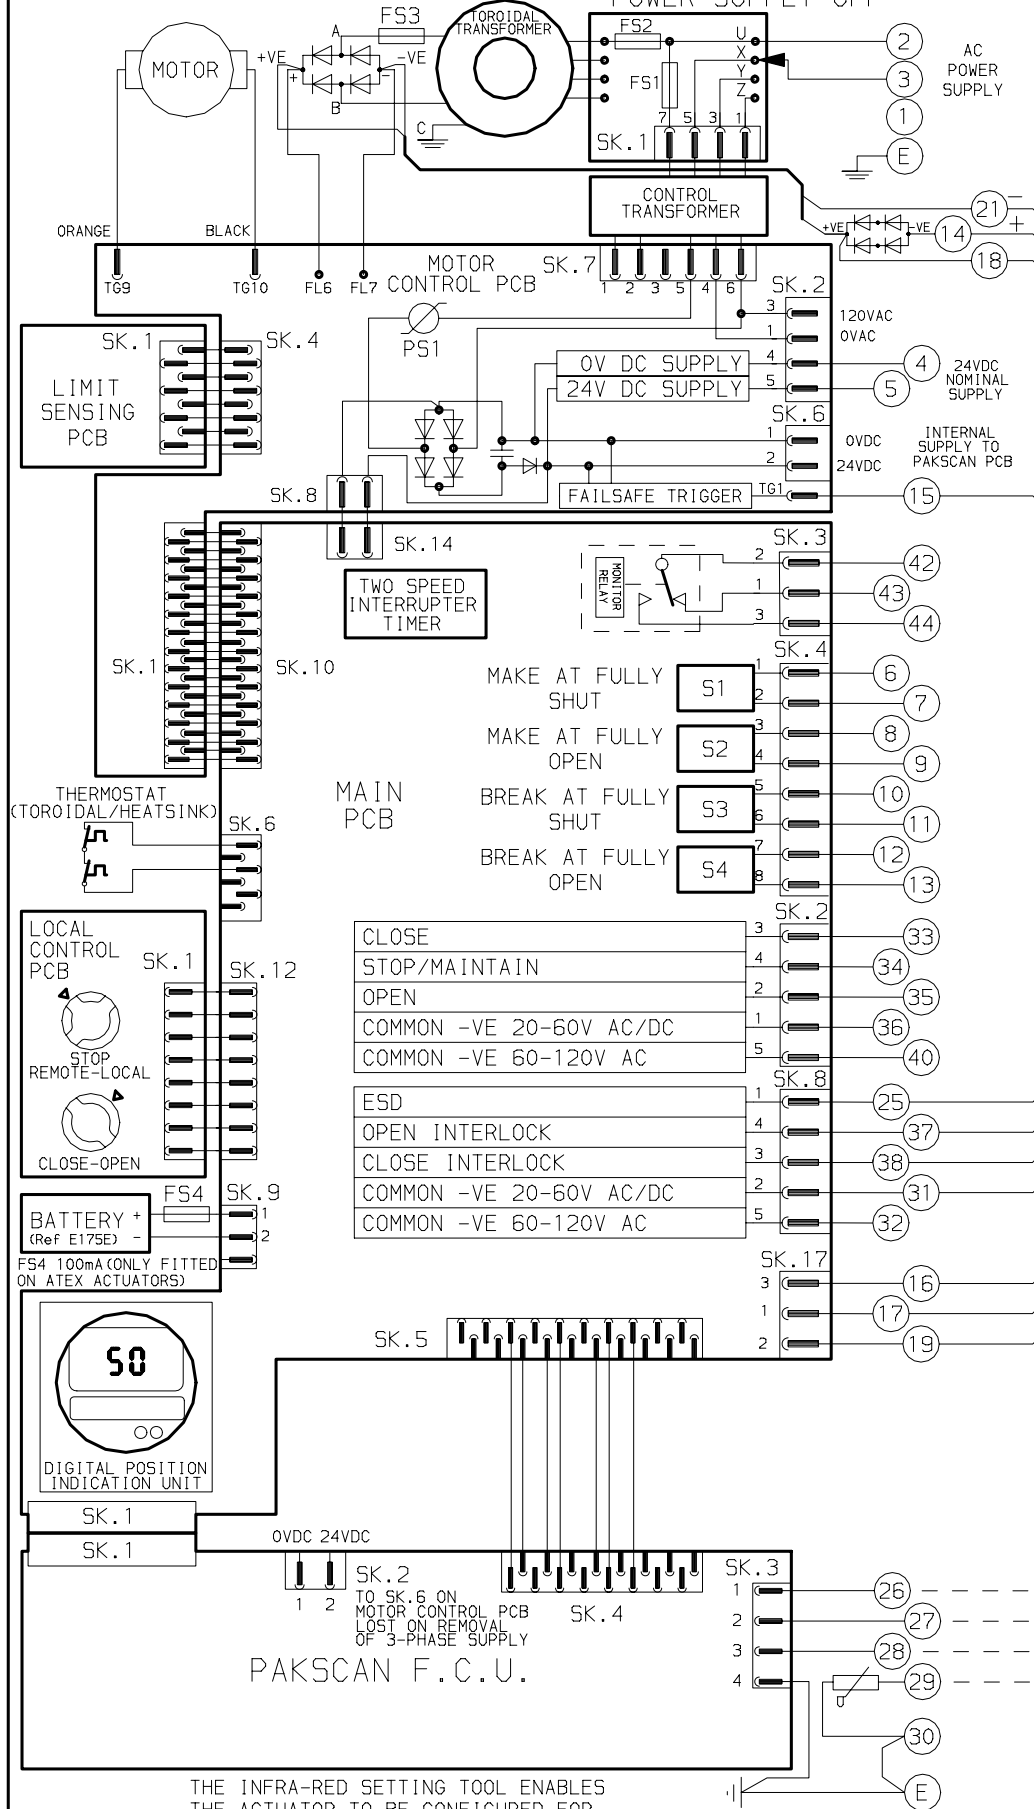 POWER SUPPLY OFF
FS3
TOROIDAL
TRANSFORMER
FS2
U
X
Y
Z
FS1
7 5 3 1
SK.1
2
3
1
E
AC
POWER
SUPPLY
MOTOR
A
+VE
-VE
+
-
B
C
CONTROL
TRANSFORMER
21 -
+
+VE
-VE
14
18
ORANGE
BLACK
TG9
TG10
FL6
FL7
MOTOR
CONTROL PCB
SK.7
1 2 3 5 4 6
SK.2
3 120VAC
1 0VAC
PS1
0V DC SUPPLY 4
24V DC SUPPLY 5
4
5
24VDC
NOMINAL
SUPPLY
SK.1
SK.4
LIMIT
SENSING
PCB
SK.6
1 0VDC
2 24VDC
INTERNAL
SUPPLY TO
PAKSCAN PCB
FAILSAFE TRIGGER TG1
15
SK.8
SK.14
TWO SPEED
INTERRUPTER
TIMER
MONITOR
RELAY
SK.3
2 42
1 43
3 44
SK.1
SK.10
SK.4
MAKE AT FULLY
SHUT
S1
1 6
2 7
MAKE AT FULLY
OPEN
S2
3 8
4 9
BREAK AT FULLY
SHUT
S3
5 10
6 11
BREAK AT FULLY
OPEN
S4
7 12
8 13
MAIN
PCB
THERMOSTAT
(TOROIDAL/HEATSINK)
SK.6
SK.2
CLOSE 3 33
STOP/MAINTAIN 4 34
OPEN 2 35
COMMON -VE 20-60V AC/DC 1 36
COMMON -VE 60-120V AC 5 40
LOCAL
CONTROL
PCB
SK.1
SK.12
STOP
REMOTE-LOCAL
CLOSE-OPEN
SK.8
ESD 1 25
OPEN INTERLOCK 4 37
CLOSE INTERLOCK 3 38
COMMON -VE 20-60V AC/DC 2 31
COMMON -VE 60-120V AC 5 32
FS4
SK.9
BATTERY +
(Ref E175E) -
1
2
FS4 100mA(ONLY FITTED
ON ATEX ACTUATORS)
SK.17
3 16
1 17
2 19
SK.5
50
DIGITAL POSITION
INDICATION UNIT
SK.1
SK.1
0VDC 24VDC
1 2
SK.2
TO SK.6 ON
MOTOR CONTROL PCB
LOST ON REMOVAL
OF 3-PHASE SUPPLY
SK.4
SK.3
1 26
2 27
3 28
4 29
U
30
E
PAKSCAN F.C.U.
THE INFRA-RED SETTING TOOL ENABLES
THE ACTUATOR TO BE CONFIGURED FOR